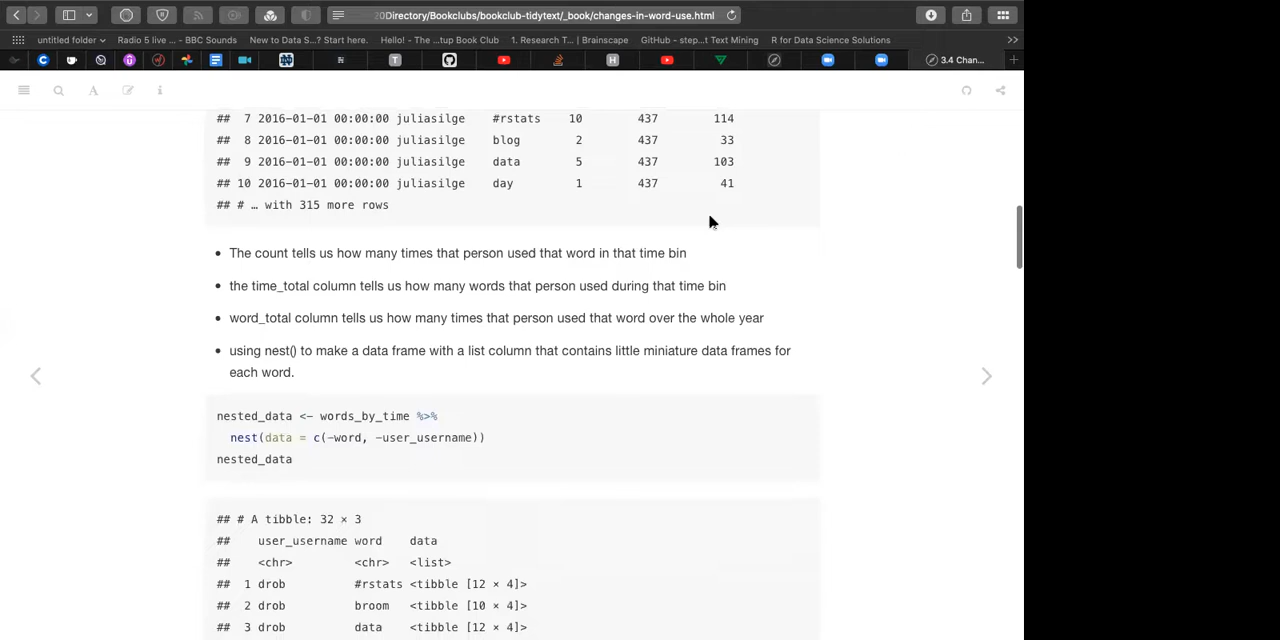 20Directory/Bookclubs/bookclub-tidytext/_book/changes-in-word-use.html
untitled folder
Radio 5 live ... – BBC Sounds
New to Data S...? Start here.
Hello! - The ...tup Book Club
1. Research T... | Brainscape
GitHub - step...t Text Mining
R for Data Science Solutions
3.4 Chan...
## 7 2016-01-01 00:00:00 juliasilge #rstats 10 437 114
## 8 2016-01-01 00:00:00 juliasilge blog 2 437 33
## 9 2016-01-01 00:00:00 juliasilge data 5 437 103
## 10 2016-01-01 00:00:00 juliasilge day 1 437 41
## # … with 315 more rows
• The count tells us how many times that person used that word in that time bin
• the time_total column tells us how many words that person used during that time bin
• word_total column tells us how many times that person used that word over the whole year
• using nest() to make a data frame with a list column that contains little miniature data frames for
each word.
nested_data <- words_by_time %>%
nest(data = c(-word, -user_username))
nested_data
## # A tibble: 32 × 3
## user_username word data
## <chr> <chr> <list>
## 1 drob #rstats <tibble [12 × 4]>
## 2 drob broom <tibble [10 × 4]>
## 3 drob data <tibble [12 × 4]>